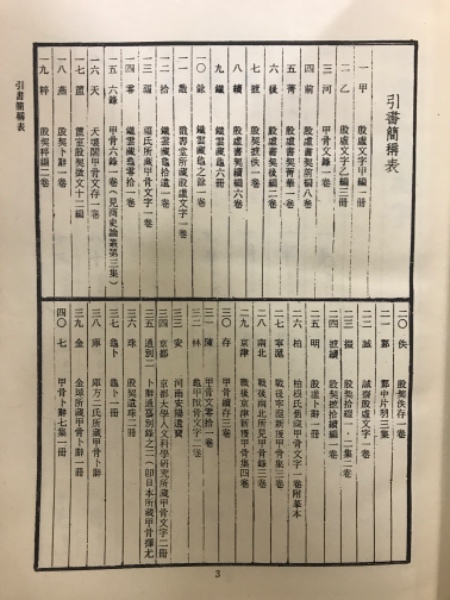 引書簡稱表
一 甲 殷虛文字甲編一冊
二 乙 殷虛文字乙編三冊
三 河 甲骨文錄一卷
四 前 殷虛書契前編八卷
五 菁 殷虛書契菁華一卷
六 後 殷虛書契後編二卷
七 摭 殷契摭佚一卷
八 續 殷虛書契續編六卷
九 鐵 鐵雲藏龜六冊
一〇 餘 鐵雲藏龜之餘一卷
一一 戩 戩壽堂所藏殷虛文字一卷
一二 拾 鐵雲藏龜拾遺一卷
一三 福 福氏所藏甲骨文字一卷
一四 零 鐵雲藏龜零拾一卷
一五 六錄 甲骨六錄一卷（見商史論叢第三集）
一六 天 天壤閣甲骨文存一卷
一七 簠 簠室殷契徵文十二編
一八 燕 殷契卜辭一卷
一九 粹 殷契粹編二卷
二〇 佚 殷契佚存一卷
二一 鄴 鄴中片羽三集
二二 誠 誠齋殷虛文字一卷
二三 掇 殷契拾掇一・二集二卷
二四 摭續 殷契摭拾續編一卷
二五 明 殷虛卜辭一冊
二六 柏 柏根氏舊藏甲骨文字一卷附摹本
二七 寧滬 戰後寧滬新獲甲骨集三卷
二八 南北 戰後南北所見甲骨錄三卷
二九 京津 戰後京津新獲甲骨集四卷
三〇 存 甲骨續存三卷
三一 陳 甲骨文零拾一卷
三二 林 龜甲獸骨文字二卷
三三 安 河南安陽遺寶
三四 京都 京都大學人文科學研究所藏甲骨文字二冊
三五 通別二 卜辭通纂別錄之二（卽日本所藏甲骨擇尤
三六 珠 殷契遺珠二冊
三七 龜卜 龜卜一冊
三八 庫 庫方二氏所藏甲骨卜辭
三九 金 金璋所藏甲骨卜辭一冊
四〇 七 甲骨卜辭七集一冊
引書簡稱表
3